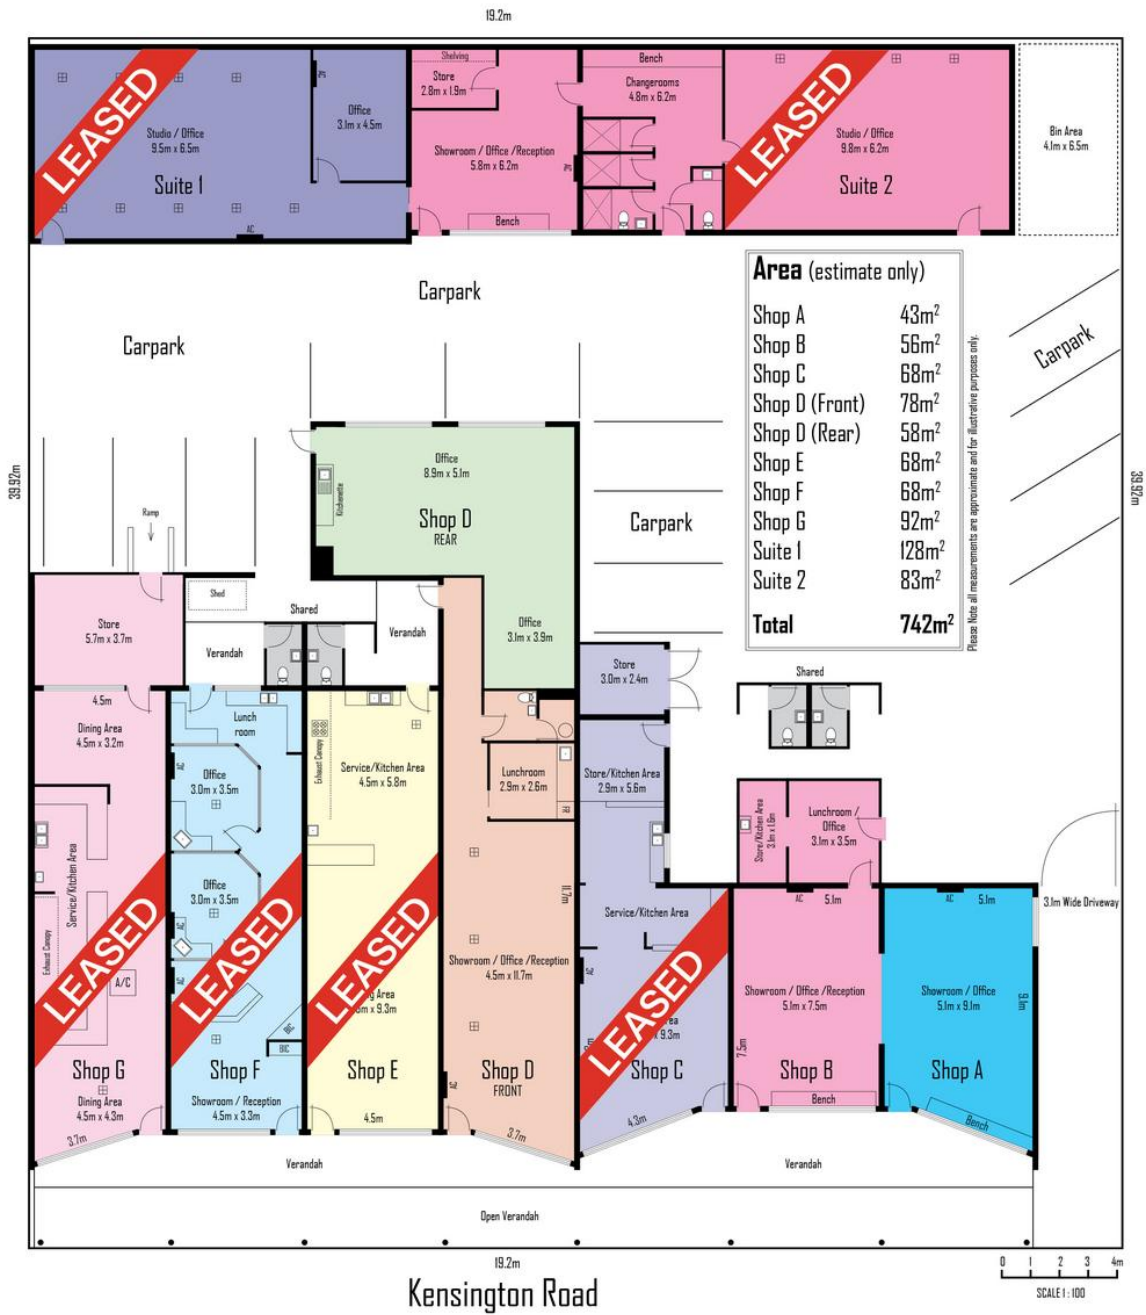 19.2m
LEASED
Studio / Office
9.5m x 6.5m
Suite 1
AC
Office
3.1m x 4.5m
Shelving
Store
2.8m x 1.9m
Showroom / Office /Reception
5.8m x 6.2m
Bench
Bench
Changerooms
4.8m x 6.2m
LEASED
Studio / Office
9.8m x 6.2m
Suite 2
Bin Area
4.1m x 6.5m
Carpark
Carpark
Carpark
Area (estimate only)
Shop A 43m²
Shop B 56m²
Shop C 68m²
Shop D (Front) 78m²
Shop D (Rear) 58m²
Shop E 68m²
Shop F 68m²
Shop G 92m²
Suite 1 128m²
Suite 2 83m²
Total 742m²
Please Note all measurements are approximate and for illustrative purposes only.
39.92m
39.92m
Office
8.9m x 5.1m
Kitchenette
Shop D
REAR
Office
3.1m x 3.9m
Carpark
Ramp
Shed
Shared
Store
5.7m x 3.7m
Verandah
Verandah
Store
3.0m x 2.4m
Shared
4.5m
Dining Area
4.5m x 3.2m
Lunch
room
AC
Office
3.0m x 3.5m
Exhaust Canopy
Service/Kitchen Area
4.5m x 5.8m
Lunchroom
2.9m x 2.6m
FR
Store/Kitchen Area
2.9m x 5.6m
Store/Kitchen Area
3.1m x 1.6m
Lunchroom /
Office
3.1m x 3.5m
Service/Kitchen Area
Exhaust Canopy
A/C
LEASED
Office
3.0m x 3.5m
AC
AC
LEASED
BIC
BIC
LEASED
11.7m
Showroom / Office /Reception
4.5m x 11.7m
AC
Service/Kitchen Area
AC
LEASED
9.3m
AC
5.1m
Showroom / Office /Reception
5.1m x 7.5m
7.5m
AC
5.1m
Showroom / Office
5.1m x 9.1m
9.1m
3.1m Wide Driveway
Shop G
Dining Area
4.5m x 4.3m
3.7m
Shop F
Showroom / Reception
4.5m x 3.3m
Shop E
4.5m
Shop D
FRONT
3.7m
Shop C
4.3m
Shop B
Bench
Shop A
Bench
Verandah
Verandah
Open Verandah
19.2m
Kensington Road
0 1 2 3 4m
SCALE 1 : 100